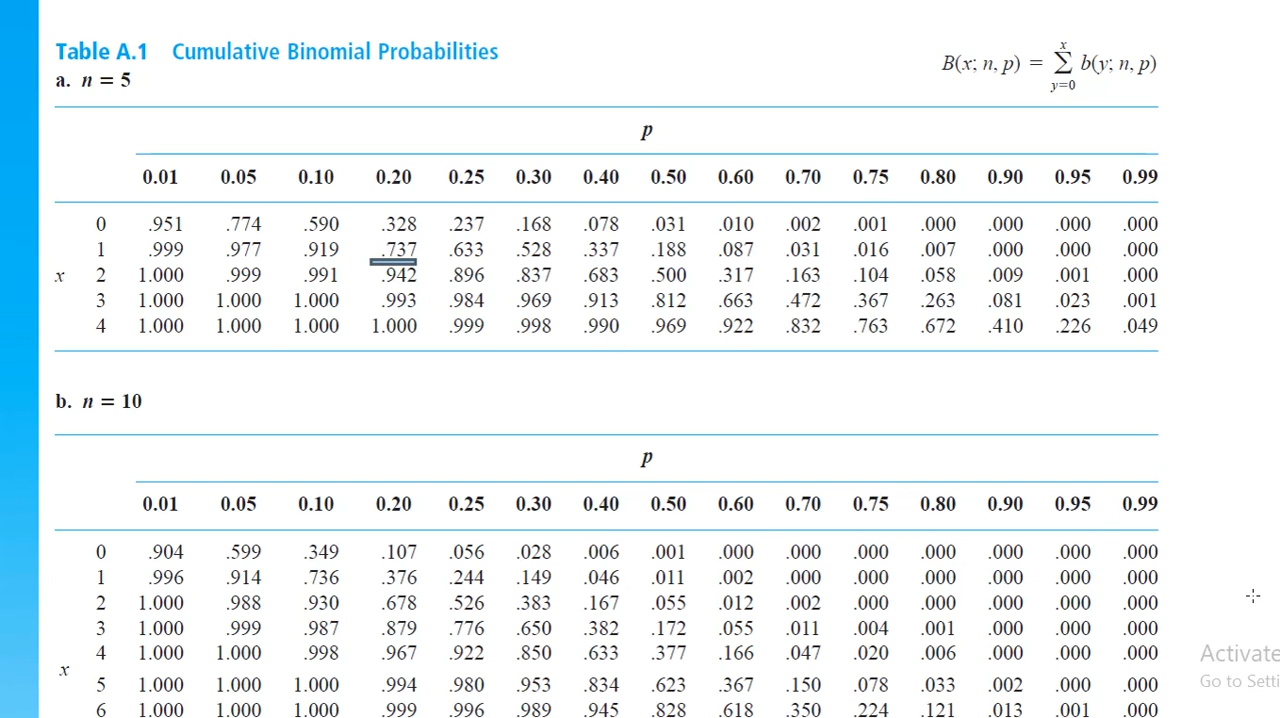 Table A.1 Cumulative Binomial Probabilities
B(x; n, p) = Σ b(y; n, p)
x
y=0
a. n = 5
p
0.01 0.05 0.10 0.20 0.25 0.30 0.40 0.50 0.60 0.70 0.75 0.80 0.90 0.95 0.99
0 .951 .774 .590 .328 .237 .168 .078 .031 .010 .002 .001 .000 .000 .000 .000
1 .999 .977 .919 .737 .633 .528 .337 .188 .087 .031 .016 .007 .000 .000 .000
x 2 1.000 .999 .991 .942 .896 .837 .683 .500 .317 .163 .104 .058 .009 .001 .000
3 1.000 1.000 1.000 .993 .984 .969 .913 .812 .663 .472 .367 .263 .081 .023 .001
4 1.000 1.000 1.000 1.000 .999 .998 .990 .969 .922 .832 .763 .672 .410 .226 .049
b. n = 10
p
0.01 0.05 0.10 0.20 0.25 0.30 0.40 0.50 0.60 0.70 0.75 0.80 0.90 0.95 0.99
0 .904 .599 .349 .107 .056 .028 .006 .001 .000 .000 .000 .000 .000 .000 .000
1 .996 .914 .736 .376 .244 .149 .046 .011 .002 .000 .000 .000 .000 .000 .000
2 1.000 .988 .930 .678 .526 .383 .167 .055 .012 .002 .000 .000 .000 .000 .000
3 1.000 .999 .987 .879 .776 .650 .382 .172 .055 .011 .004 .001 .000 .000 .000
4 1.000 1.000 .998 .967 .922 .850 .633 .377 .166 .047 .020 .006 .000 .000 .000
x
5 1.000 1.000 1.000 .994 .980 .953 .834 .623 .367 .150 .078 .033 .002 .000 .000
6 1.000 1.000 1.000 .999 .996 .989 .945 .828 .618 .350 .224 .121 .013 .001 .000
Activate
Go to Setti